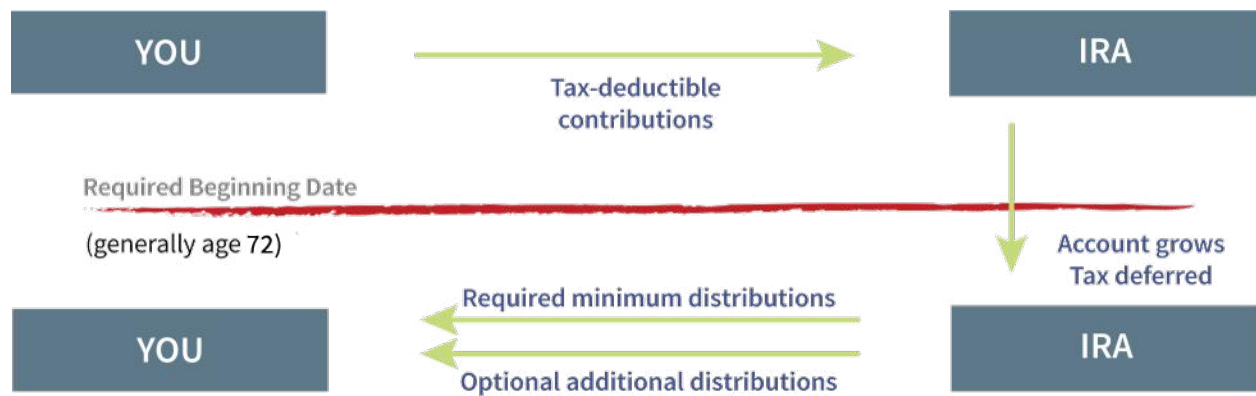 YOU
IRA
Tax-deductible
contributions
Required Beginning Date
(generally age 72)
Account grows
Tax deferred
Required minimum distributions
YOU
IRA
Optional additional distributions